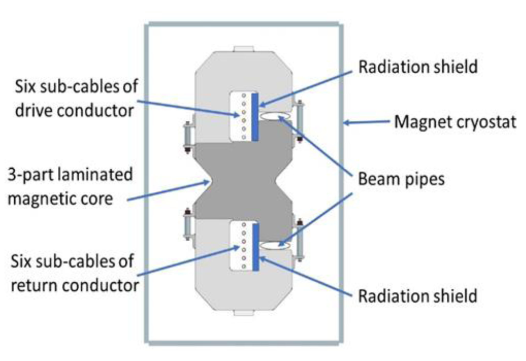 Six sub-cables of
drive conductor
3-part laminated
magnetic core
Six sub-cables of
return conductor
Radiation shield
Magnet cryostat
Beam pipes
Radiation shield